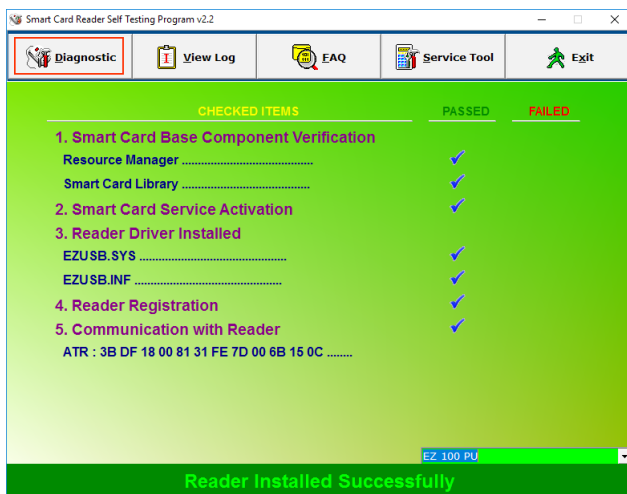 Smart Card Reader Self Testing Program v2.2
Diagnostic View Log FAQ Service Tool Exit
CHECKED ITEMS PASSED FAILED
1. Smart Card Base Component Verification
Resource Manager ............................................
Smart Card Library ...........................................
2. Smart Card Service Activation
3. Reader Driver Installed
EZUSB.SYS .................................................
EZUSB.INF .................................................
4. Reader Registration
5. Communication with Reader
ATR : 3B DF 18 00 81 31 FE 7D 00 6B 15 0C ........
EZ 100 PU
Reader Installed Successfully